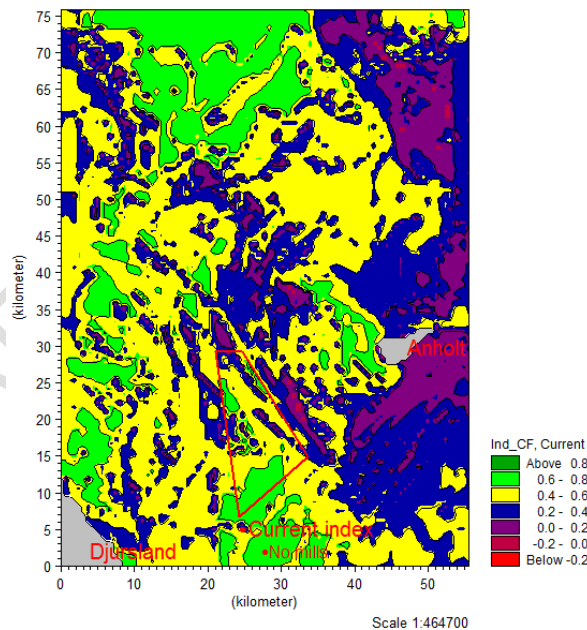 75
70
65
60
55
50
45
40
35
30
25
20
15
10
5
0
(kilometer)
Anholt
Djursland
Current index
No mills
0 10 20 30 40 50
(kilometer)
Scale 1:464700
Ind_CF, Current
Above 0.8
0.6 - 0.8
0.4 - 0.6
0.2 - 0.4
0.0 - 0.2
-0.2 - 0.0
Below -0.2